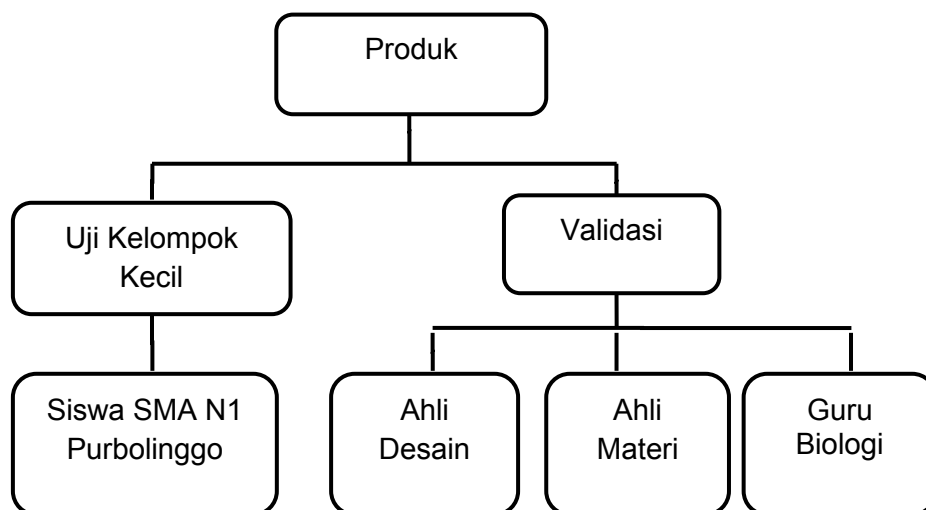 Produk
Uji Kelompok
Kecil
Validasi
Siswa SMA N1
Purbolinggo
Ahli
Desain
Ahli
Materi
Guru
Biologi